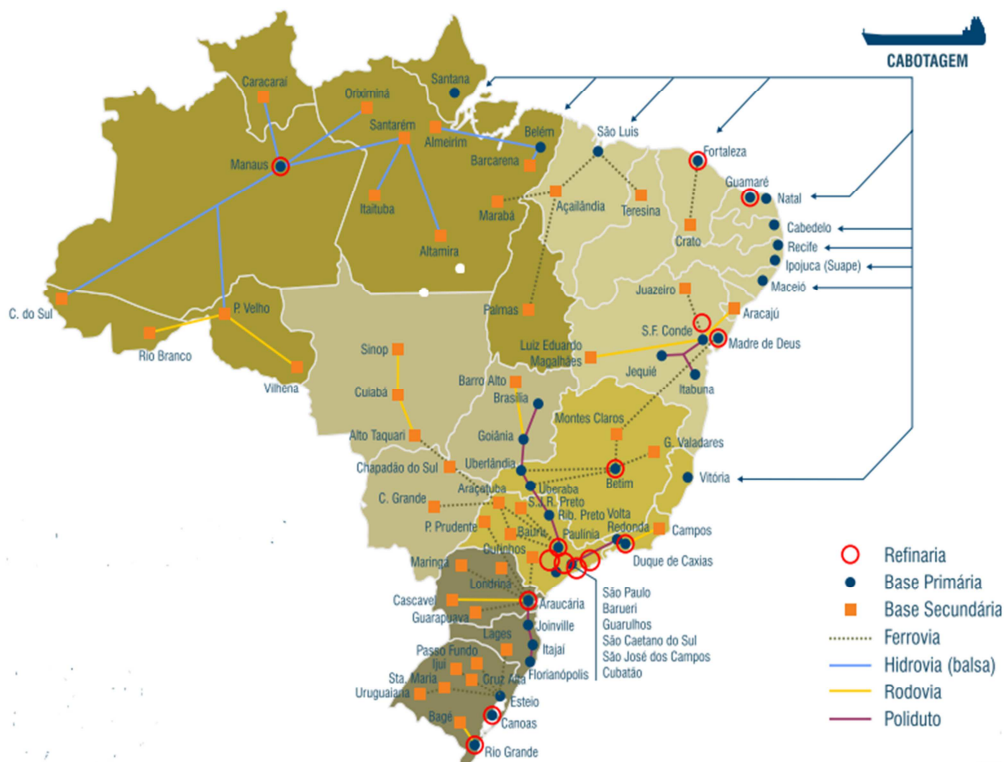 CABOTAGEM
Caracaraí
Oriximiná
Santana
Santarém
Almeirim
Belém
São Luis
Fortaleza
Manaus
Barcarena
Guamaré
Natal
Itaituba
Marabá
Açailândia
Teresina
Crato
Cabedelo
Recife
Altamira
Ipojuca (Suape)
Juazeiro
Maceió
C. do Sul
P. Velho
Palmas
Aracajú
S.F. Conde
Rio Branco
Sinop
Luiz Eduardo
Magalhães
Madre de Deus
Vilhena
Barro Alto
Jequié
Itabuna
Cuiabá
Brasília
Montes Claros
Alto Taquari
Goiânia
G. Valadares
Chapadão do Sul
Uberlândia
Betim
Vitória
Araçatuba
Uberaba
C. Grande
S.J.R. Preto
Rib. Preto
Volta
Redonda
Campos
P. Prudente
Bauru
Paulínia
Ourinhos
Duque de Caxias
Maringá
Londrina
São Paulo
Barueri
Guarulhos
São Caetano do Sul
São José dos Campos
Cubatão
Cascavel
Araucária
Guarapuava
Joinville
Lages
Itajaí
Passo Fundo
Ijuí
Florianópolis
Sta. Maria
Cruz Alta
Uruguaiana
Esteio
Bagé
Canoas
Rio Grande
Refinaria
Base Primária
Base Secundária
Ferrovia
Hidrovia (balsa)
Rodovia
Poliduto